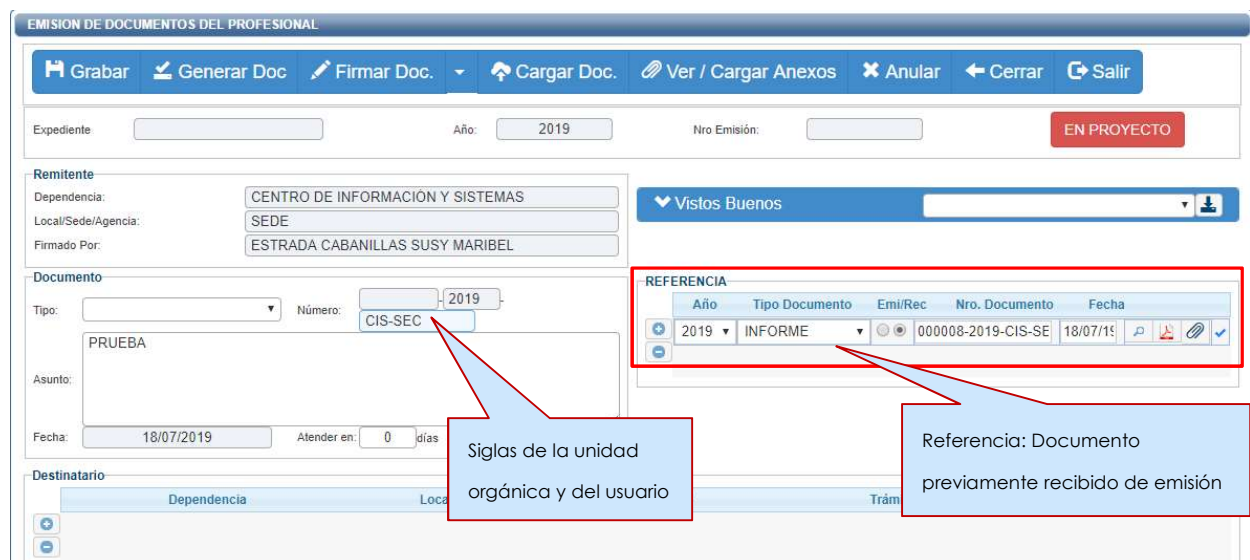 EMISION DE DOCUMENTOS DEL PROFESIONAL
Grabar Generar Doc Firmar Doc. Cargar Doc. Ver / Cargar Anexos Anular Cerrar Salir
Expediente Año: 2019 Nro Emisión: EN PROYECTO
Remitente
Dependencia: CENTRO DE INFORMACIÓN Y SISTEMAS
Local/Sede/Agencia: SEDE
Firmado Por: ESTRADA CABANILLAS SUSY MARIBEL
Vistos Buenos
Documento
Tipo: Número: - 2019 -
CIS-SEC
PRUEBA
Asunto:
Fecha: 18/07/2019 Atender en: 0 días
REFERENCIA
Año Tipo Documento Emi/Rec Nro. Documento Fecha
2019 INFORME 000008-2019-CIS-SE 18/07/19
Siglas de la unidad
orgánica y del usuario
Referencia: Documento
previamente recibido de emisión
Destinatario
Dependencia Loca Trám